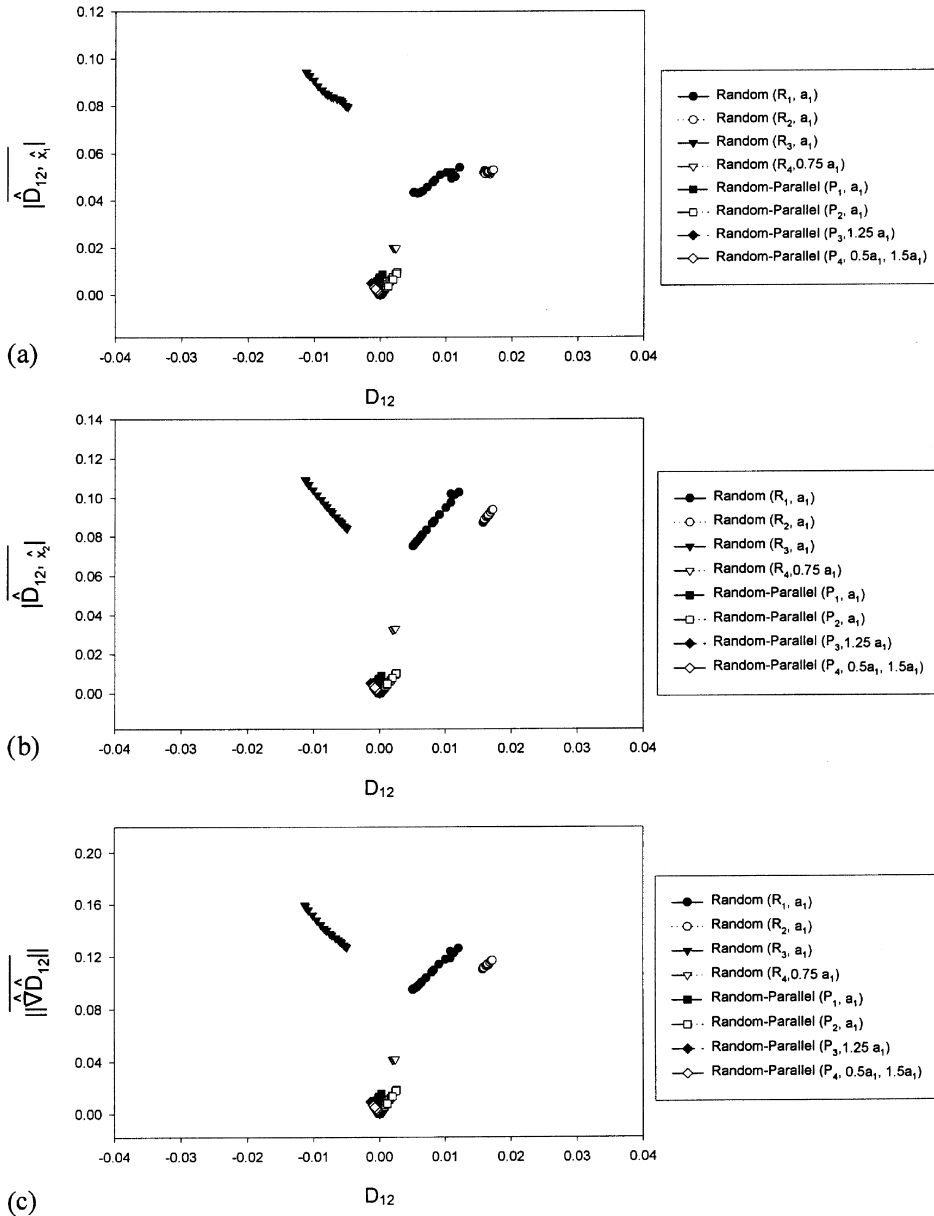 0.12
0.10
0.08
0.06
0.04
0.02
0.00
|D̂₁₂, x̂₁|
-0.04 -0.03 -0.02 -0.01 0.00 0.01 0.02 0.03 0.04
D₁₂
(a)
Random (R₁, a₁)
Random (R₂, a₁)
Random (R₃, a₁)
Random (R₄,0.75 a₁)
Random-Parallel (P₁, a₁)
Random-Parallel (P₂, a₁)
Random-Parallel (P₃,1.25 a₁)
Random-Parallel (P₄, 0.5a₁, 1.5a₁)
0.14
0.12
0.10
0.08
0.06
0.04
0.02
0.00
|D̂₁₂, x̂₂|
-0.04 -0.03 -0.02 -0.01 0.00 0.01 0.02 0.03 0.04
D₁₂
(b)
Random (R₁, a₁)
Random (R₂, a₁)
Random (R₃, a₁)
Random (R₄,0.75 a₁)
Random-Parallel (P₁, a₁)
Random-Parallel (P₂, a₁)
Random-Parallel (P₃,1.25 a₁)
Random-Parallel (P₄, 0.5a₁, 1.5a₁)
0.20
0.16
0.12
0.08
0.04
0.00
||∇̂D̂₁₂||
-0.04 -0.03 -0.02 -0.01 0.00 0.01 0.02 0.03 0.04
D₁₂
(c)
Random (R₁, a₁)
Random (R₂, a₁)
Random (R₃, a₁)
Random (R₄,0.75 a₁)
Random-Parallel (P₁, a₁)
Random-Parallel (P₂, a₁)
Random-Parallel (P₃,1.25 a₁)
Random-Parallel (P₄, 0.5a₁, 1.5a₁)